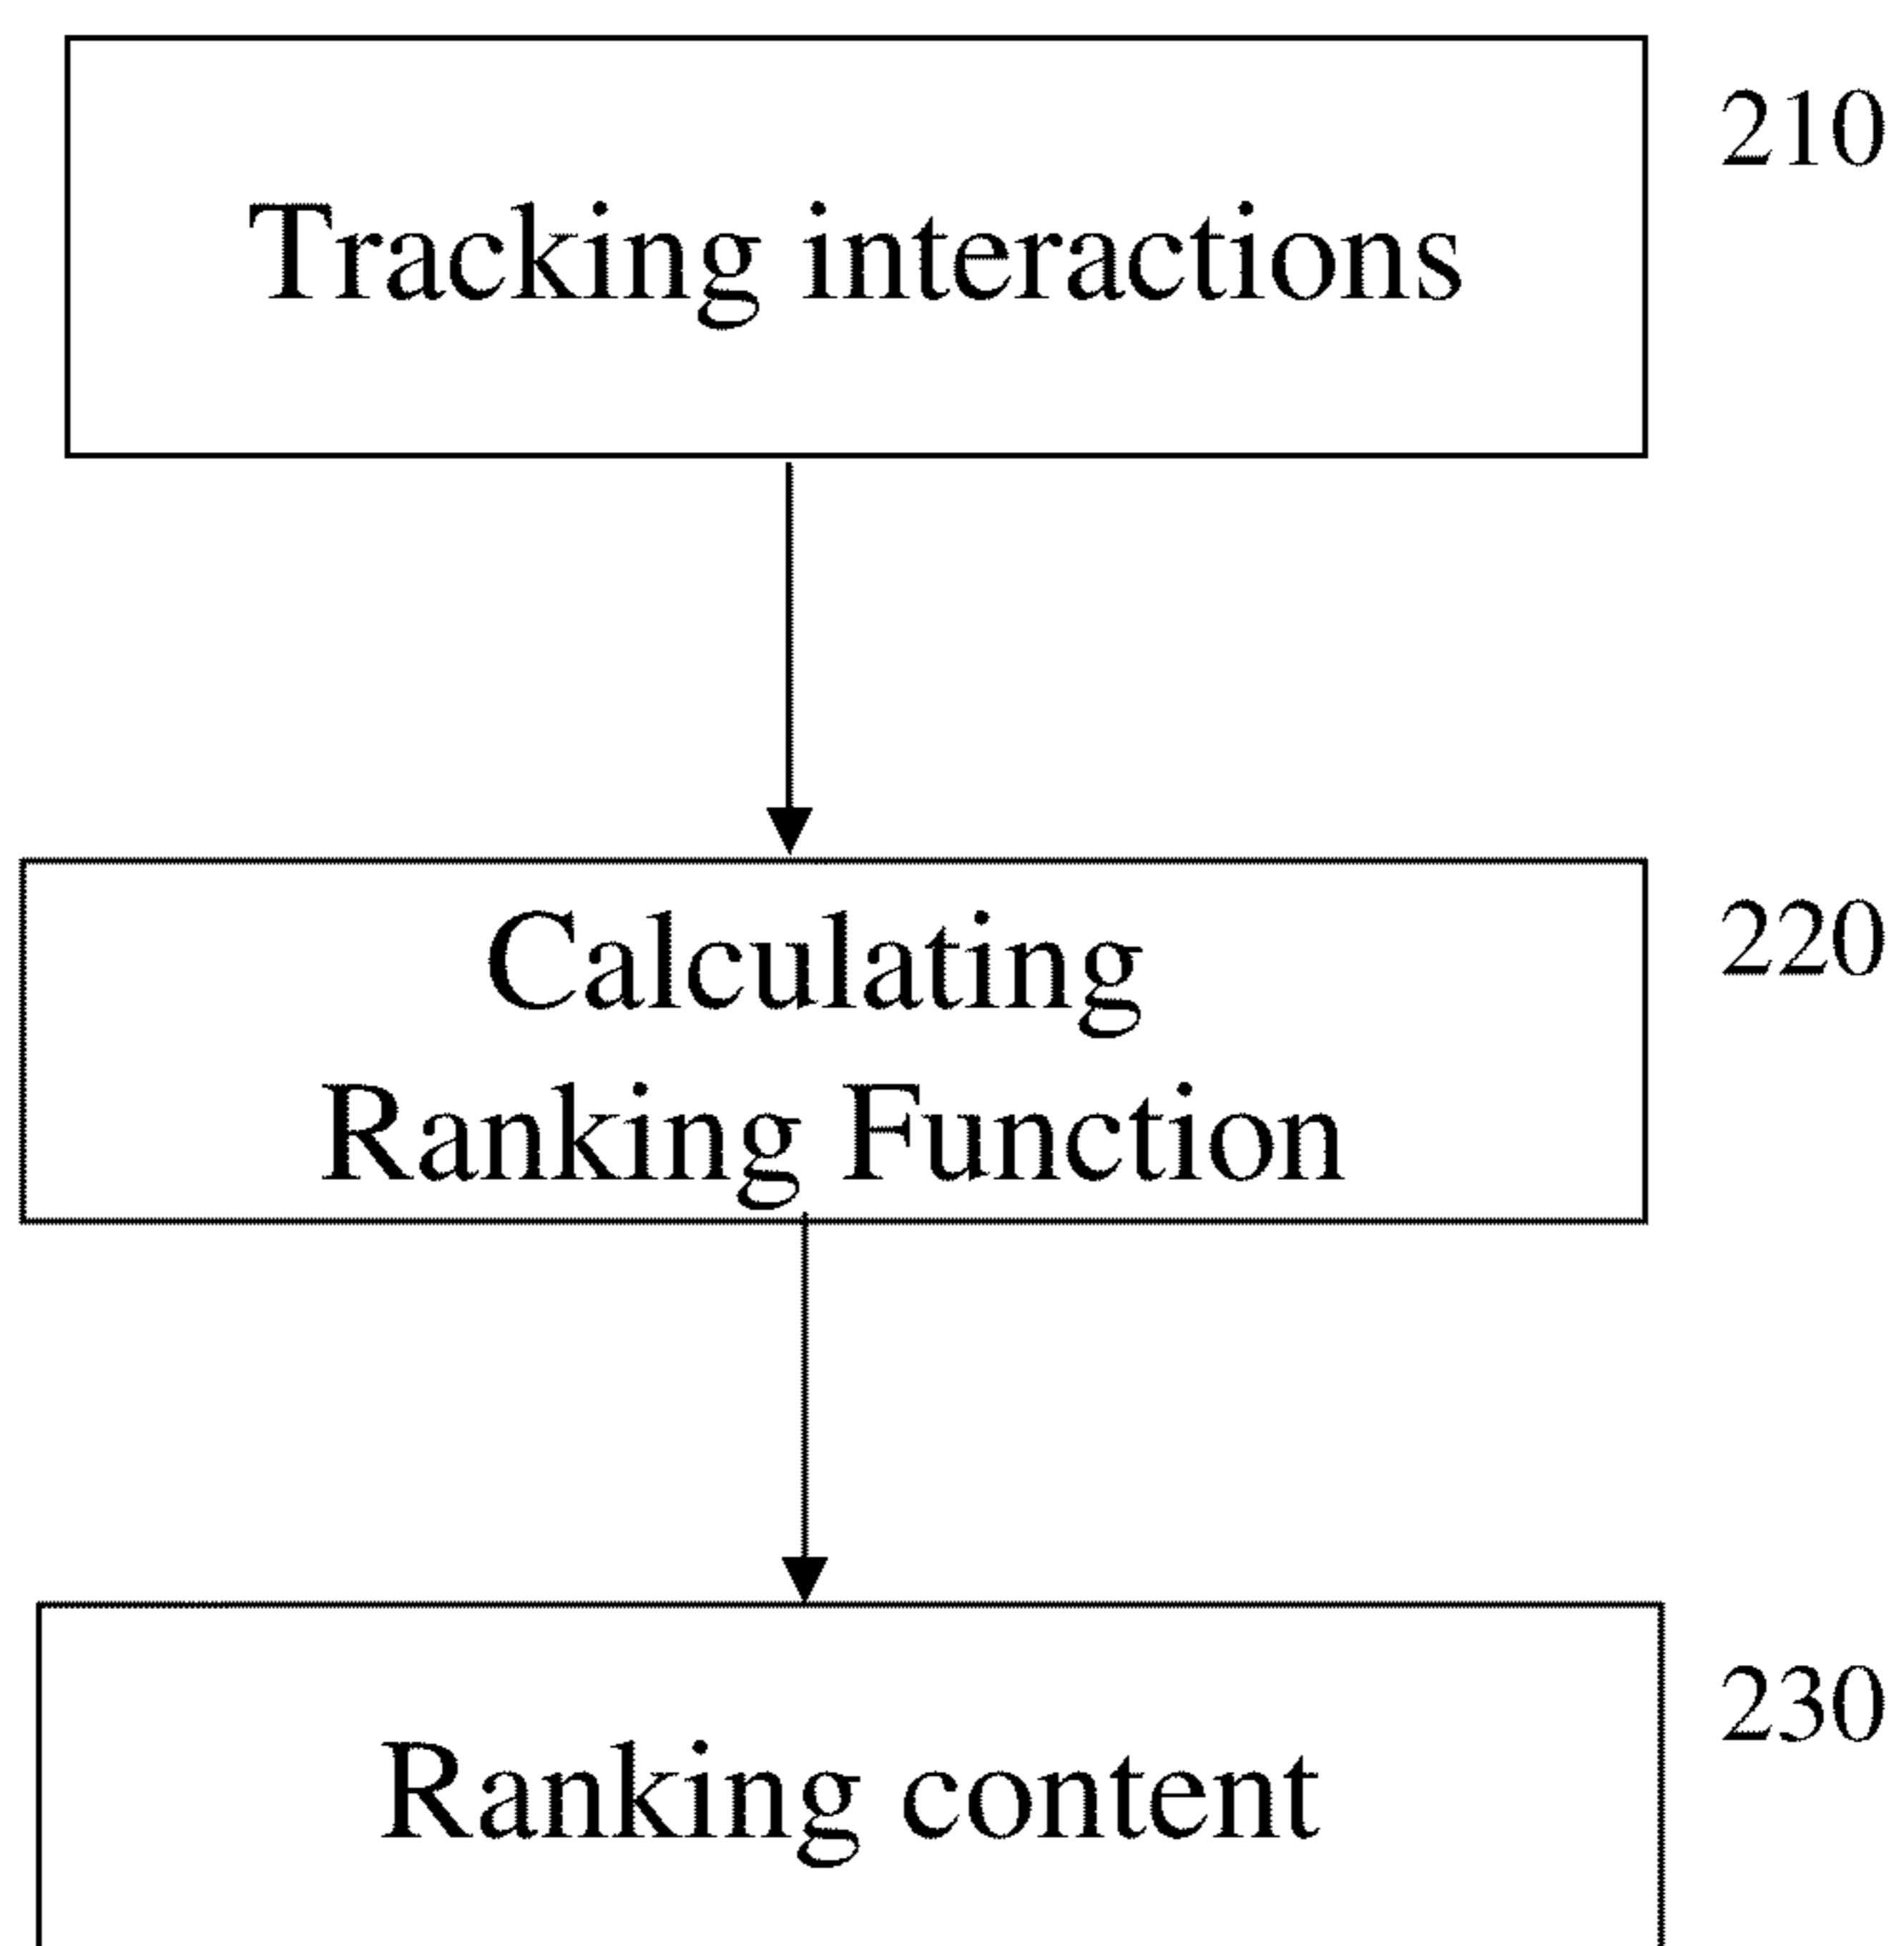 210
Tracking interactions
220
Calculating
Ranking Function
230
Ranking content